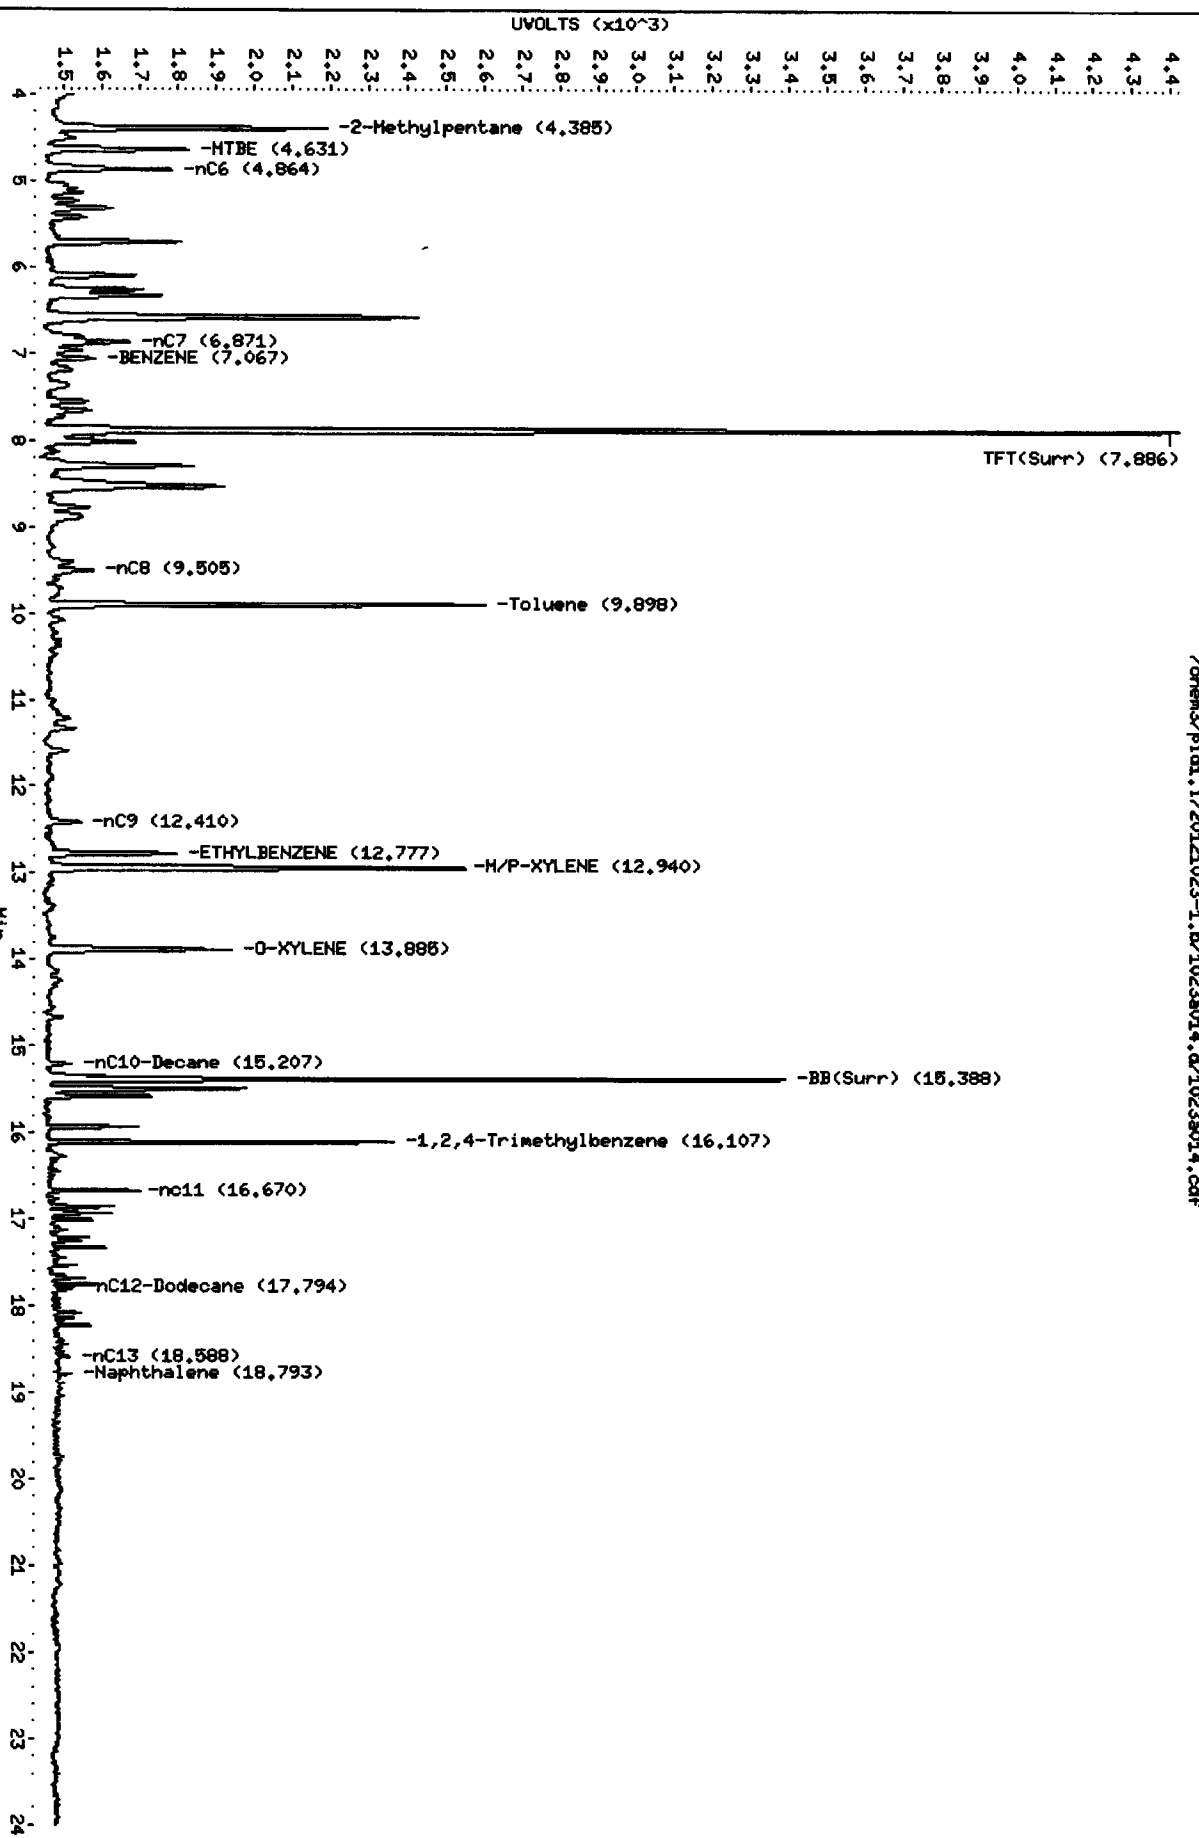 UVOLTS (x10^3)
1.5
1.6
1.7
1.8
1.9
2.0
2.1
2.2
2.3
2.4
2.5
2.6
2.7
2.8
2.9
3.0
3.1
3.2
3.3
3.4
3.5
3.6
3.7
3.8
3.9
4.0
4.1
4.2
4.3
4.4
4
5
6
7
8
9
10
11
12
13
14
15
16
17
18
19
20
21
22
23
24
-2-Methylpentane (4.385)
-MTBE (4.631)
-nC6 (4.864)
-nC7 (6.871)
-BENZENE (7.067)
TFT(Surr) (7.886)
-nC8 (9.505)
-Toluene (9.898)
-nC9 (12.410)
-ETHYLBENZENE (12.777)
-M/P-XYLENE (12.940)
-O-XYLENE (13.885)
-nC10-Decane (15.207)
-BB(Surr) (15.388)
-1,2,4-Trimethylbenzene (16.107)
-nc11 (16.670)
nC12-Dodecane (17.794)
-nC13 (18.588)
-Naphthalene (18.793)